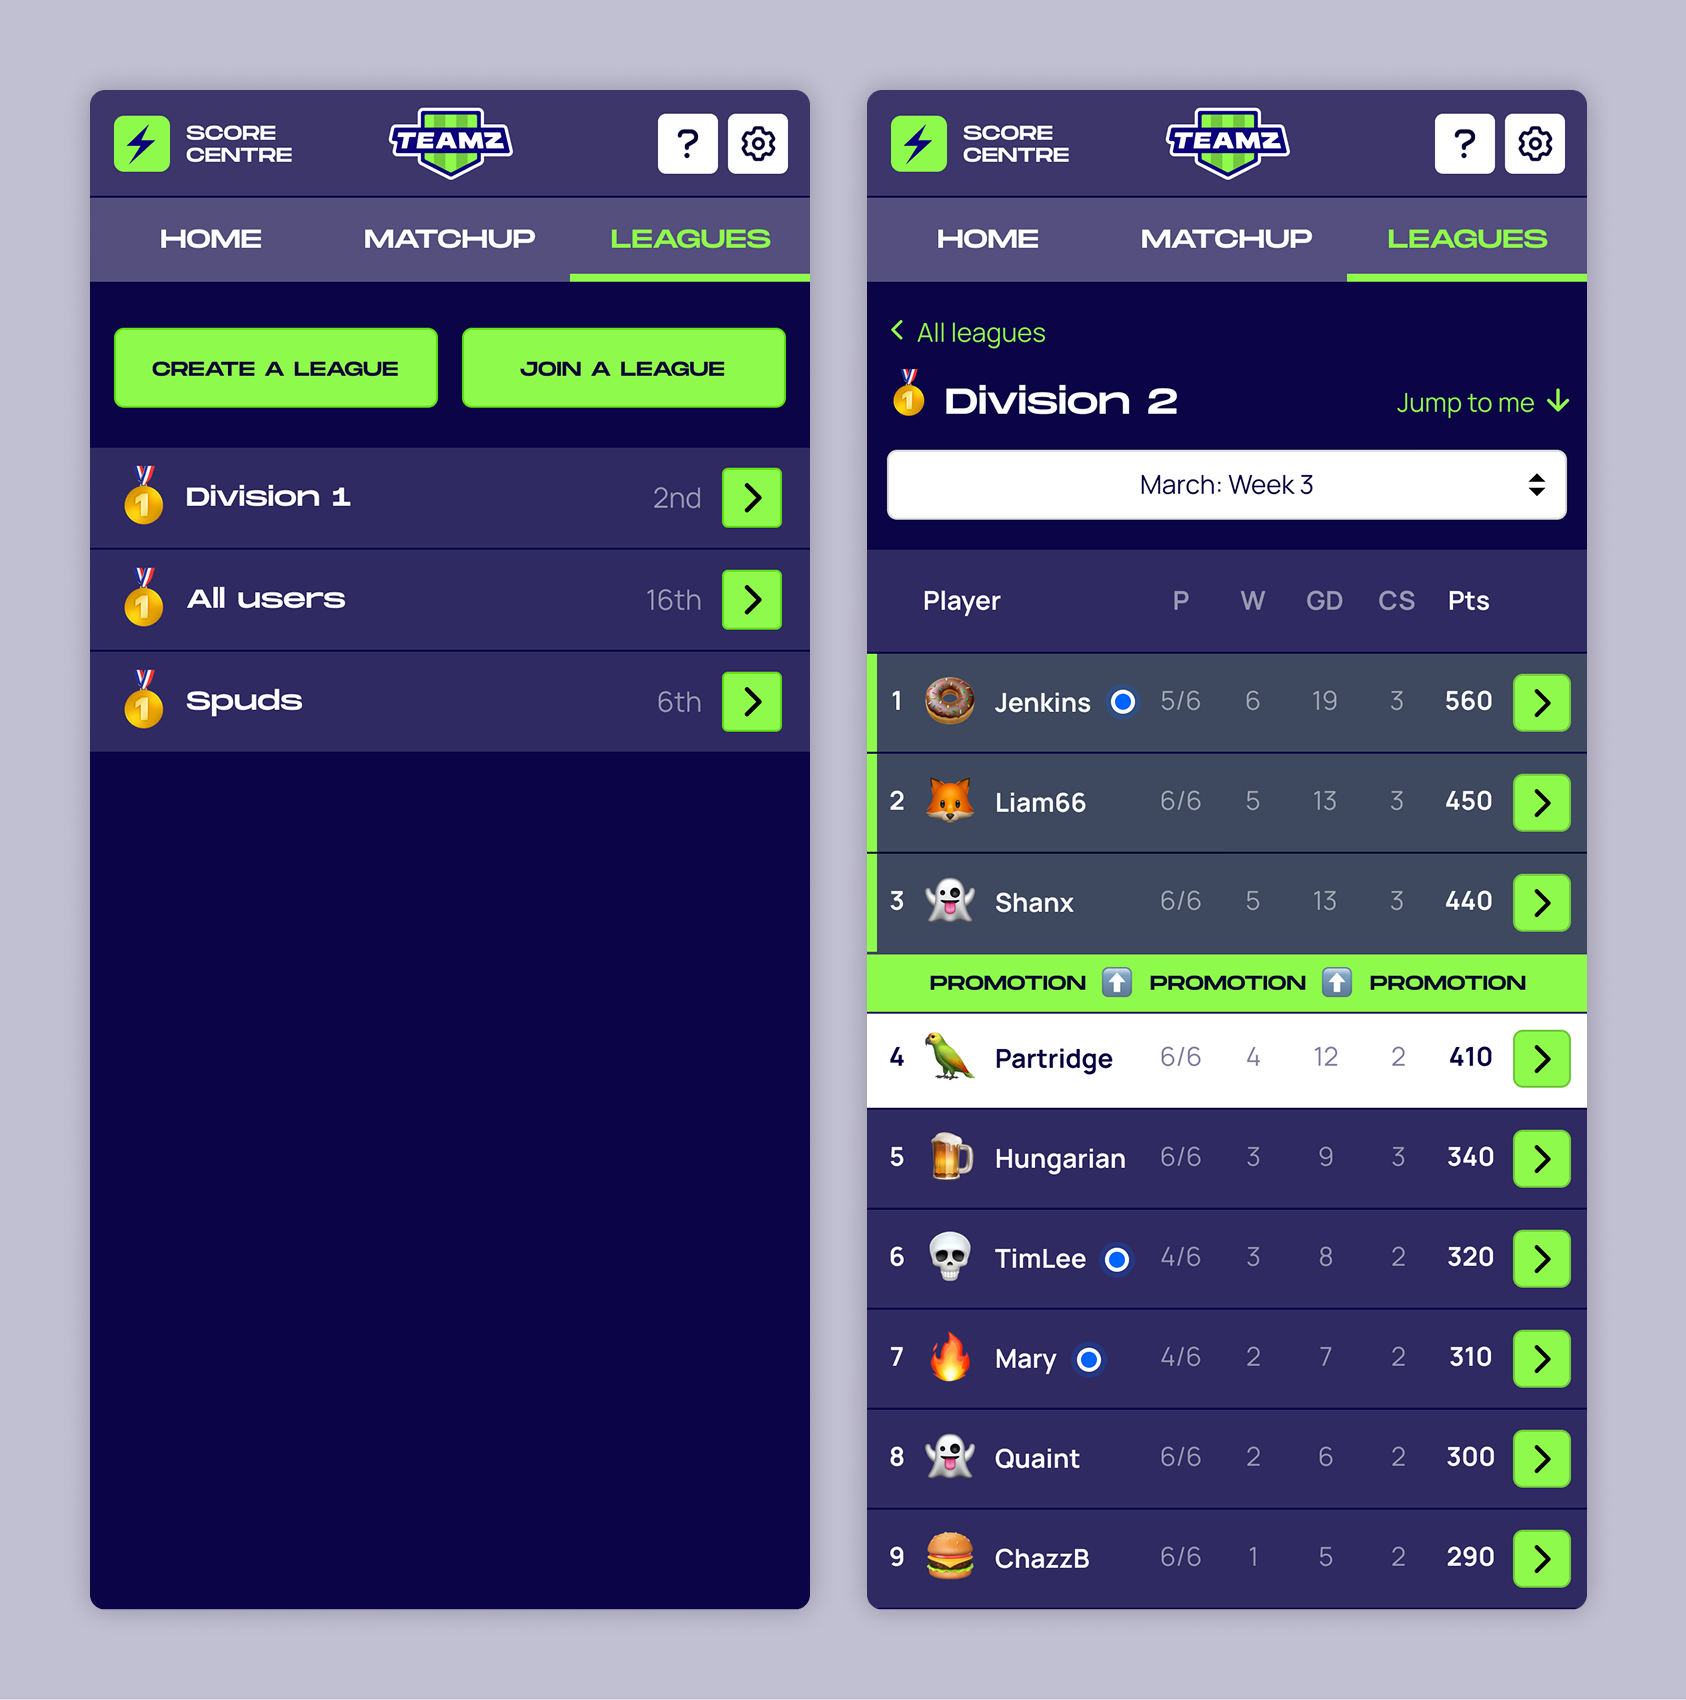 SCORE
CENTRE
TEAMZ
?
HOME MATCHUP LEAGUES
CREATE A LEAGUE JOIN A LEAGUE
1 Division 1 2nd
1 All users 16th
1 Spuds 6th
SCORE
CENTRE
TEAMZ
?
HOME MATCHUP LEAGUES
All leagues
1 Division 2 Jump to me
March: Week 3
Player P W GD CS Pts
1 Jenkins 5/6 6 19 3 560
2 Liam66 6/6 5 13 3 450
3 Shanx 6/6 5 13 3 440
PROMOTION PROMOTION PROMOTION
4 Partridge 6/6 4 12 2 410
5 Hungarian 6/6 3 9 3 340
6 TimLee 4/6 3 8 2 320
7 Mary 4/6 2 7 2 310
8 Quaint 6/6 2 6 2 300
9 ChazzB 6/6 1 5 2 290